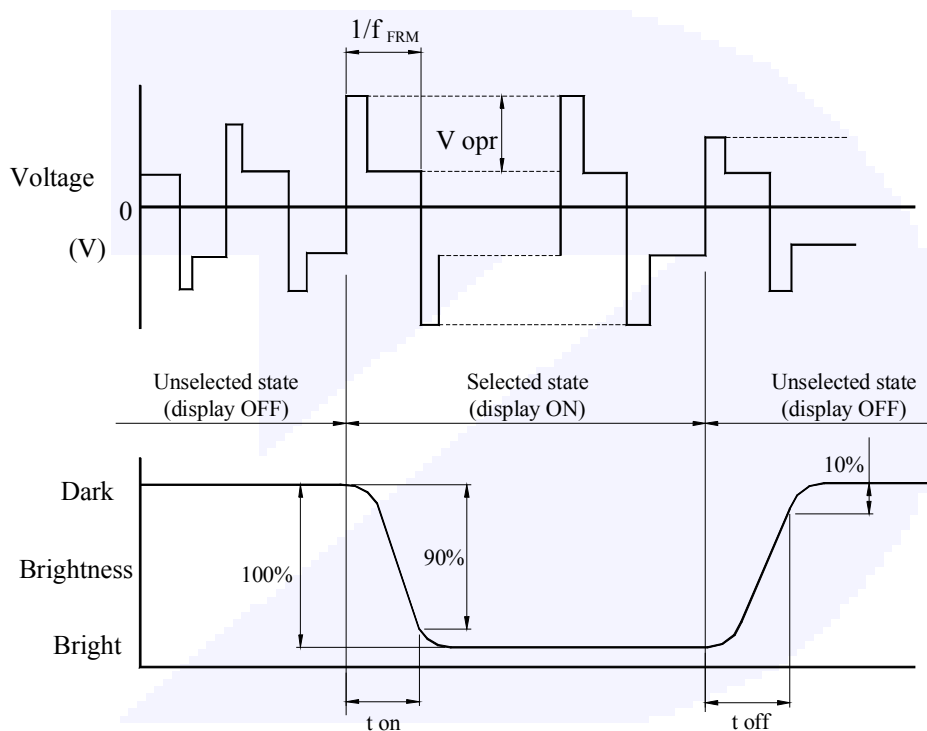 1/f FRM
V opr
Voltage
0
(V)
Unselected state
(display OFF)
Selected state
(display ON)
Unselected state
(display OFF)
Dark
10%
Brightness
100%
90%
Bright
t on
t off